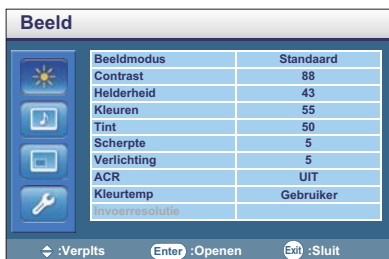 Beeld
Beeldmodus Standaard
Contrast 88
Helderheid 43
Kleuren 55
Tint 50
Scherpte 5
Verlichting 5
ACR UIT
Kleurtemp Gebruiker
Invoerresolutie
:Verplts Enter :Openen Exit :Sluit